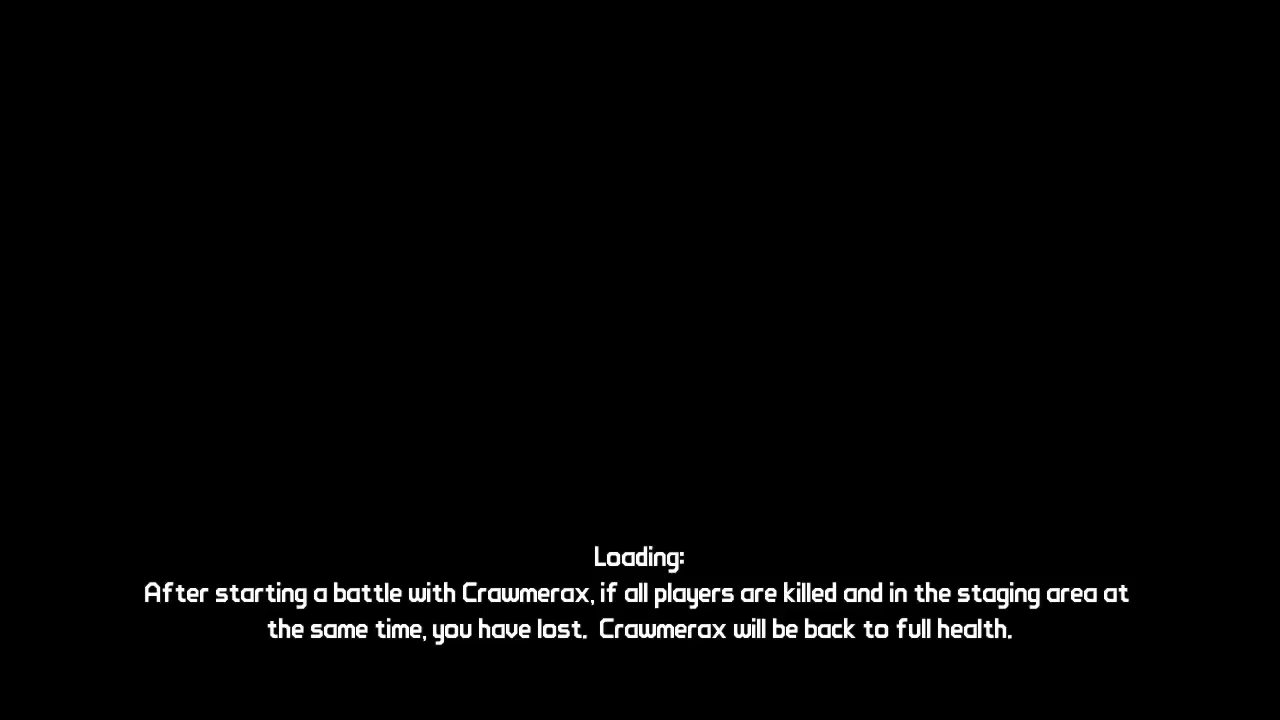 Loading:
After starting a battle with Crawmerax, if all players are killed and in the staging area at
the same time, you have lost.  Crawmerax will be back to full health.